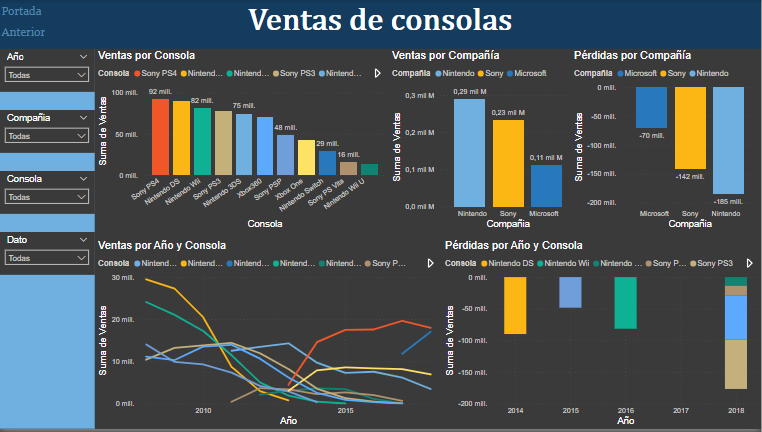 Portada
Anterior
Ventas de consolas
Año
Todas
Compañia
Todas
Consola
Todas
Dato
Todas
Ventas por Consola
Consola Sony PS4 Nintend... Nintend... Sony PS3 Nintend...
Suma de Ventas
100 mill.
50 mill.
0 mill.
92 mill.
82 mill.
75 mill.
48 mill.
29 mill.
16 mill.
Sony PS4
Nintendo DS
Nintendo Wii
Sony PS3
Nintendo 3DS
Xbox360
Sony PSP
Xbox One
Nintendo Switch
Sony PS Vita
Nintendo Wii U
Consola
Ventas por Compañía
Compañía Nintendo Sony Microsoft
Suma de Ventas
0,3 mil M
0,2 mil M
0,1 mil M
0,0 mil M
0,29 mil M
0,23 mil M
0,11 mil M
Nintendo Sony Microsoft
Compañía
Pérdidas por Compañía
Compañía Microsoft Sony Nintendo
Suma de Ventas
0 mill.
-50 mill.
-100 mill.
-150 mill.
-200 mill.
-70 mill.
-142 mill.
-185 mill.
Microsoft Sony Nintendo
Compañía
Ventas por Año y Consola
Consola Nintend... Nintend... Nintend... Nintend... Nintend... Sony P...
Suma de Ventas
30 mill.
20 mill.
10 mill.
0 mill.
2010 2015
Año
Pérdidas por Año y Consola
Consola Nintendo DS Nintendo Wii Nintendo ... Sony P... Sony PS3
Suma de Ventas
0 mill.
-50 mill.
-100 mill.
-150 mill.
-200 mill.
2014 2015 2016 2017 2018
Año